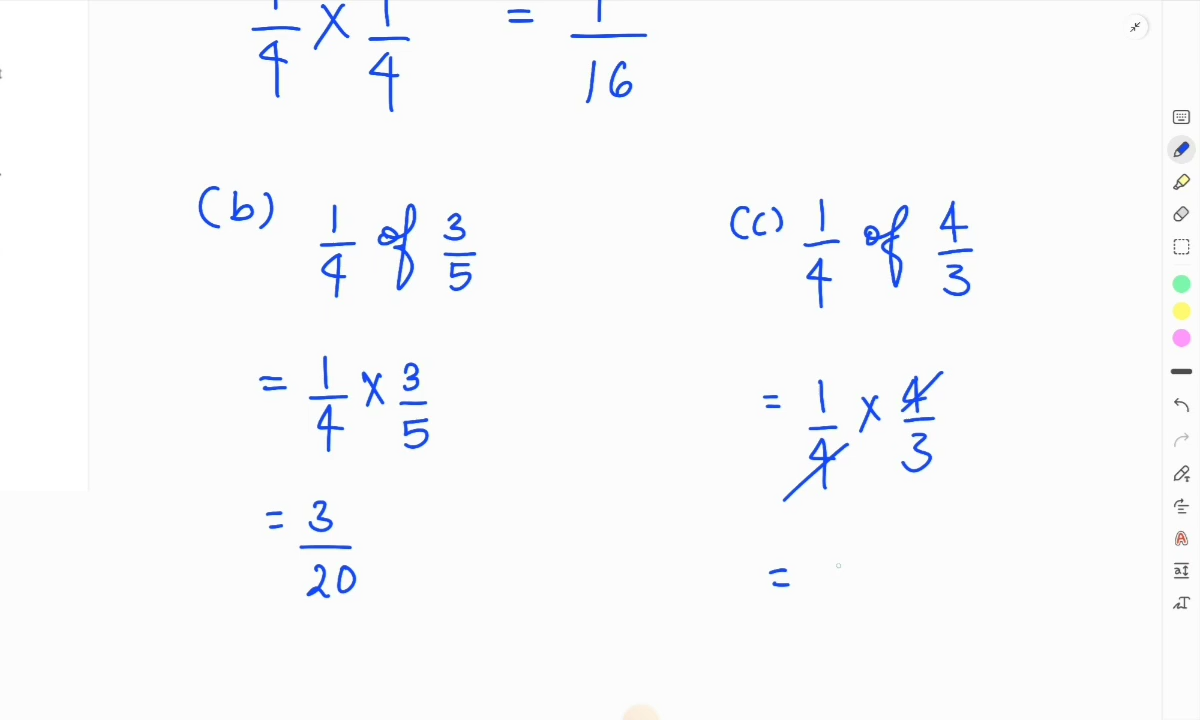 1/4 × 1/4 = 1/16
(b) 1/4 of 3/5
= 1/4 × 3/5
= 3/20
(c) 1/4 of 4/3
= 1/4 × 4/3
=